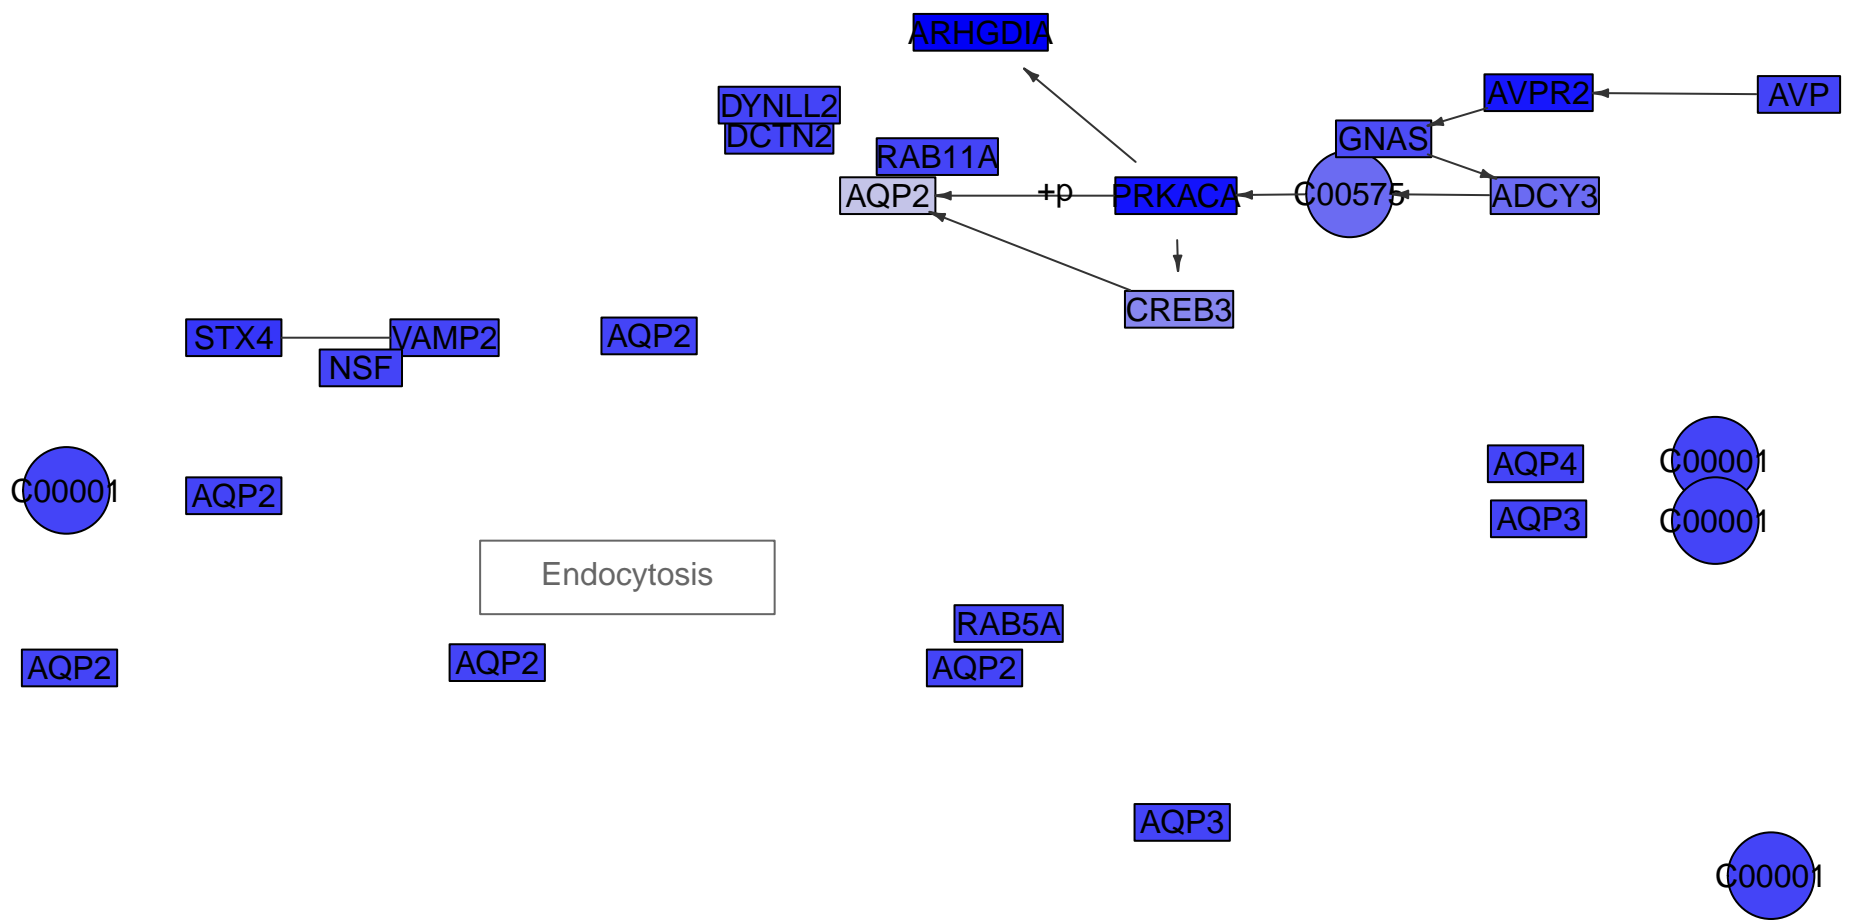 ARHGDIA
DYNLL2
AVPR2
AVP
DCTN2
GNAS
RAB11A
AQP2
+p
PRKACA
C00575
ADCY3
CREB3
STX4
VAMP2
AQP2
NSF
C00001
AQP2
AQP4
C00001
AQP3
C00001
Endocytosis
RAB5A
AQP2
AQP2
AQP2
AQP3
C00001